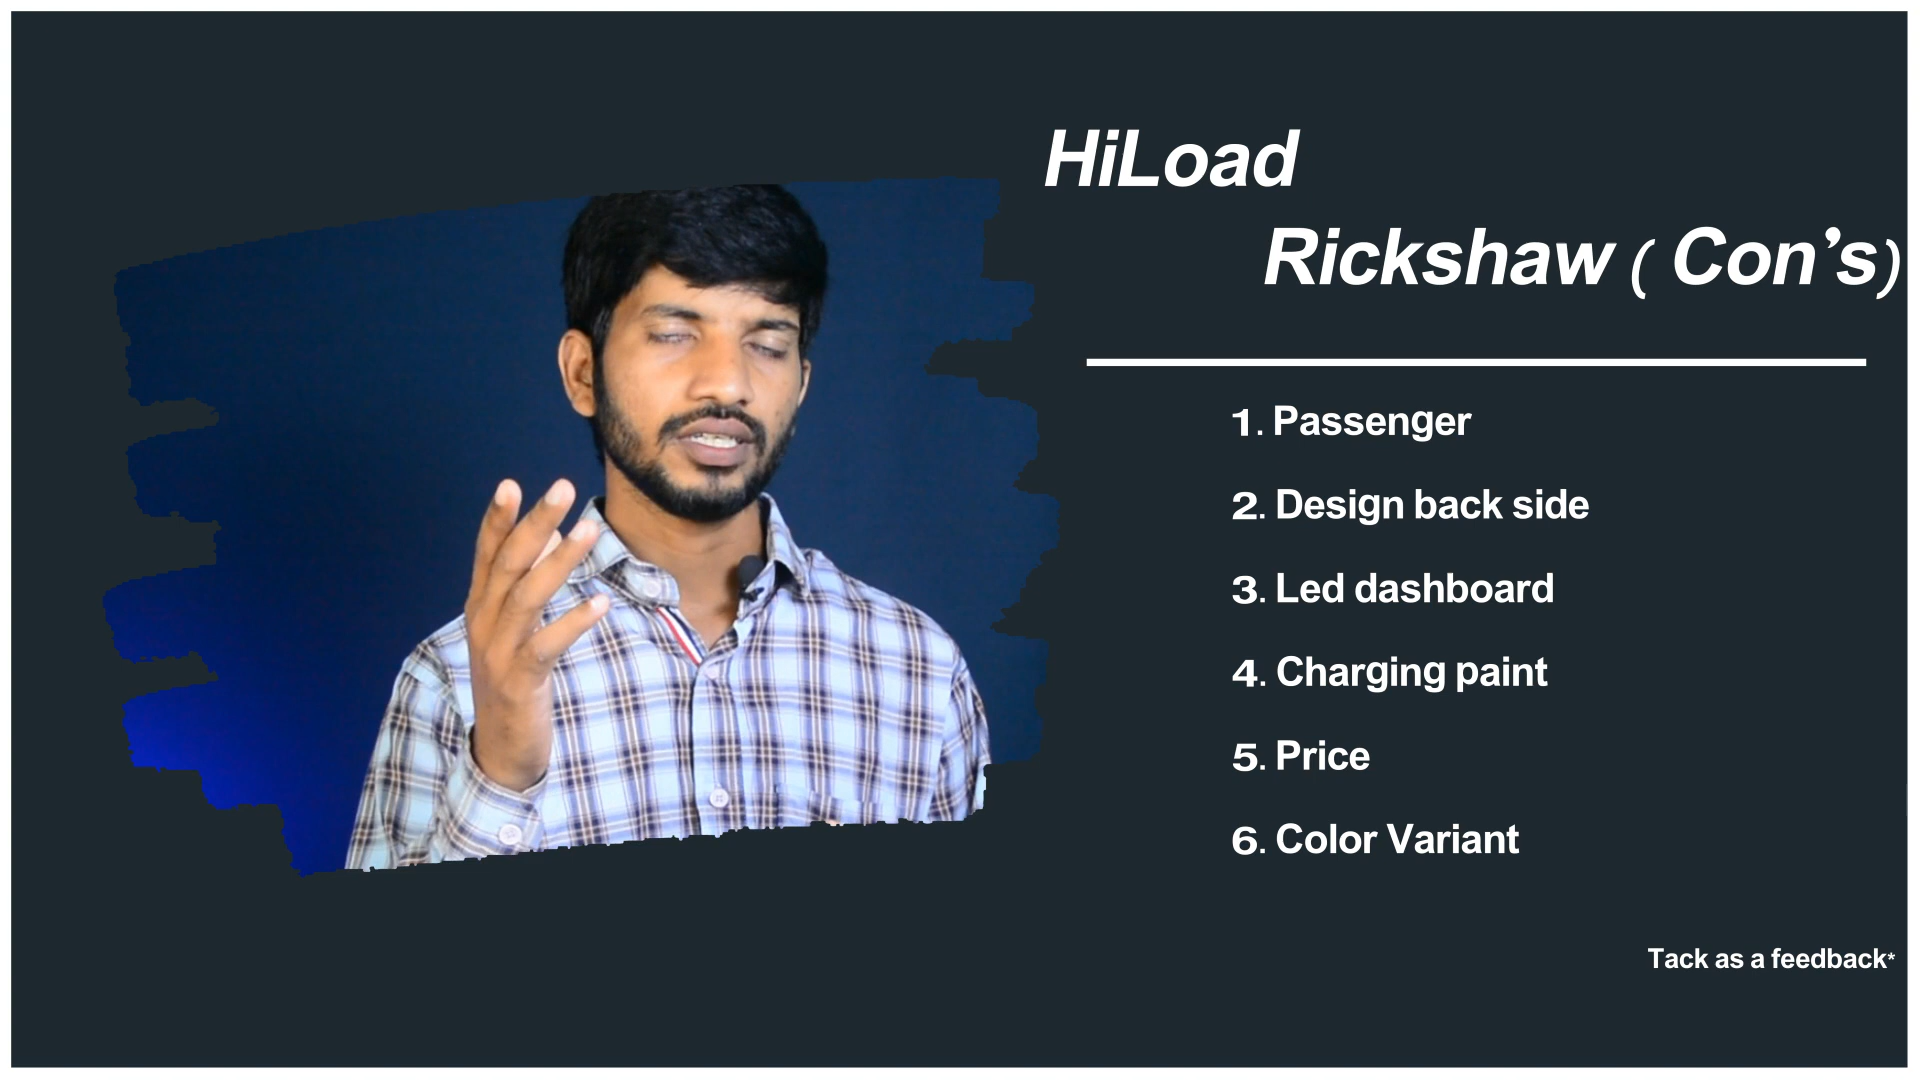 HiLoad
Rickshaw ( Con’s)
1. Passenger
2. Design back side
3. Led dashboard
4. Charging paint
5. Price
6. Color Variant
Tack as a feedback*